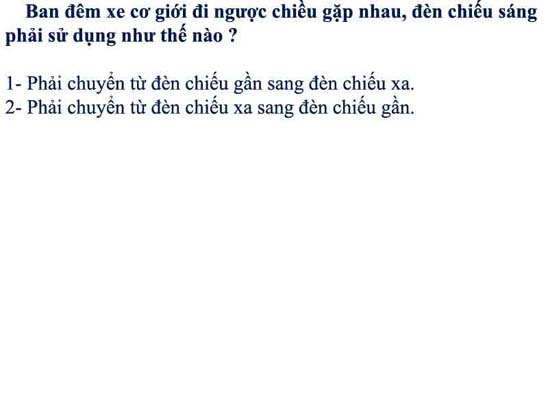 Ban đêm xe cơ giới đi ngược chiều gặp nhau, đèn chiếu sáng
phải sử dụng như thế nào ?
1- Phải chuyển từ đèn chiếu gần sang đèn chiếu xa.
2- Phải chuyển từ đèn chiếu xa sang đèn chiếu gần.